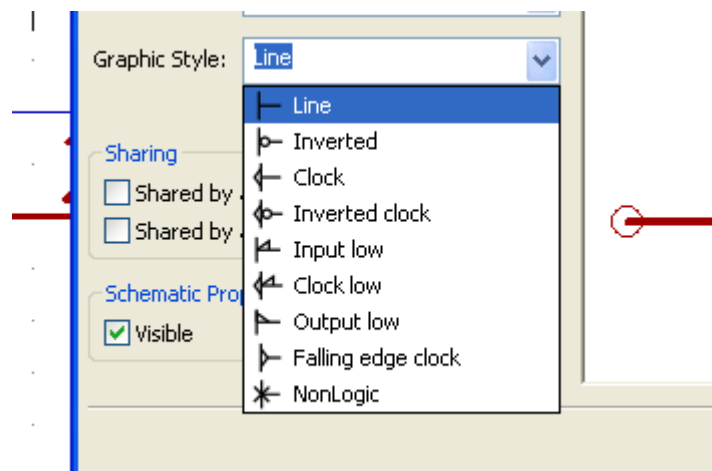 Graphic Style: Line
Line
Inverted
Clock
Inverted clock
Input low
Clock low
Output low
Falling edge clock
NonLogic
Sharing
Shared by
Shared by
Schematic
Visible